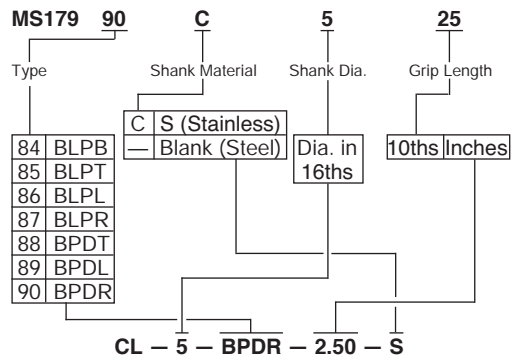 MS179 90 C 5 25
Type Shank Material Shank Dia. Grip Length
C S (Stainless)
— Blank (Steel)
Dia. in
16ths
10ths Inches
84 BLPB
85 BLPT
86 BLPL
87 BLPR
88 BPDT
89 BPDL
90 BPDR
CL – 5 – BPDR – 2.50 – S